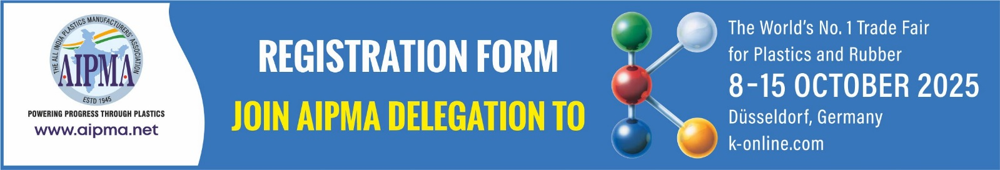 THE ALL INDIA PLASTICS MANUFACTURERS' ASSOCIATION
AIPMA
ESTD 1945
POWERING PROGRESS THROUGH PLASTICS
www.aipma.net
REGISTRATION FORM
JOIN AIPMA DELEGATION TO
The World's No. 1 Trade Fair
for Plastics and Rubber
8-15 OCTOBER 2025
Düsseldorf, Germany
k-online.com